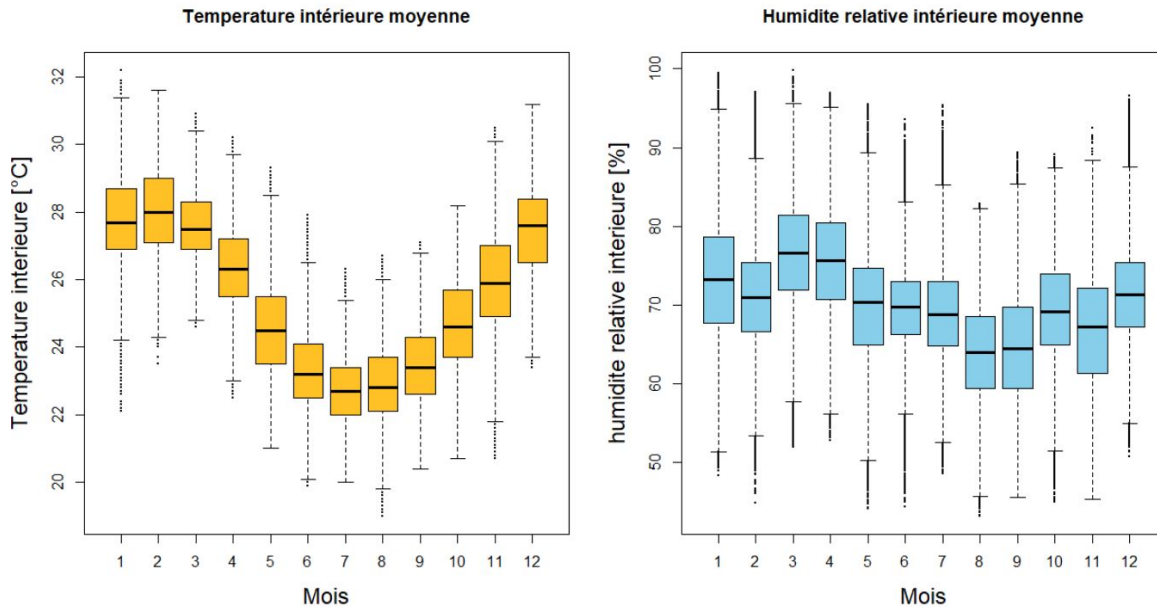 Temperature intérieure moyenne
Temperature interieure [°C]
32
30
28
26
24
22
20
1 2 3 4 5 6 7 8 9 10 11 12
Mois
Humidite relative intérieure moyenne
humidite relative interieure [%]
100
90
80
70
60
50
1 2 3 4 5 6 7 8 9 10 11 12
Mois